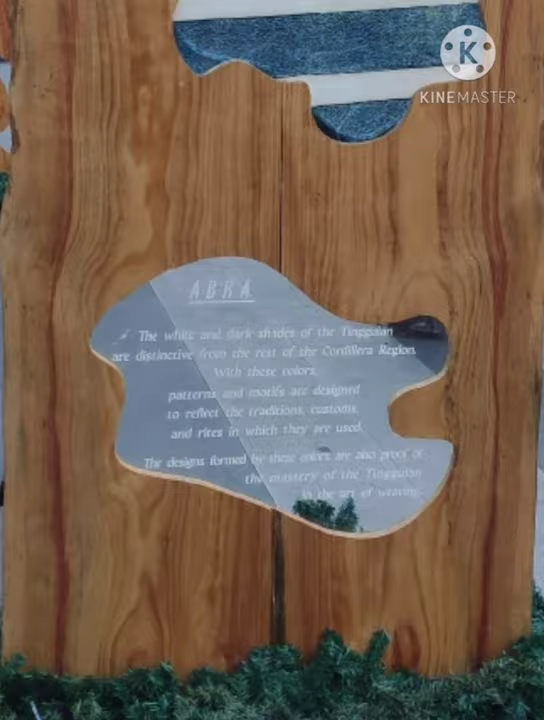 KINEMASTER
ABRA
The white and dark shades of the Tingguian
are distinctive from the rest of the Cordillera Region.
With these colors,
patterns and motifs are designed
to reflect the traditions, customs,
and rites in which they are used.
The designs formed by these colors are also proof of
the mastery of the Tingguian
in the art of weaving.